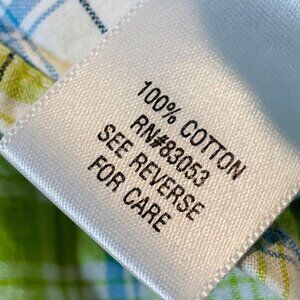 100% COTTON
RN#83053
SEE REVERSE
FOR CARE